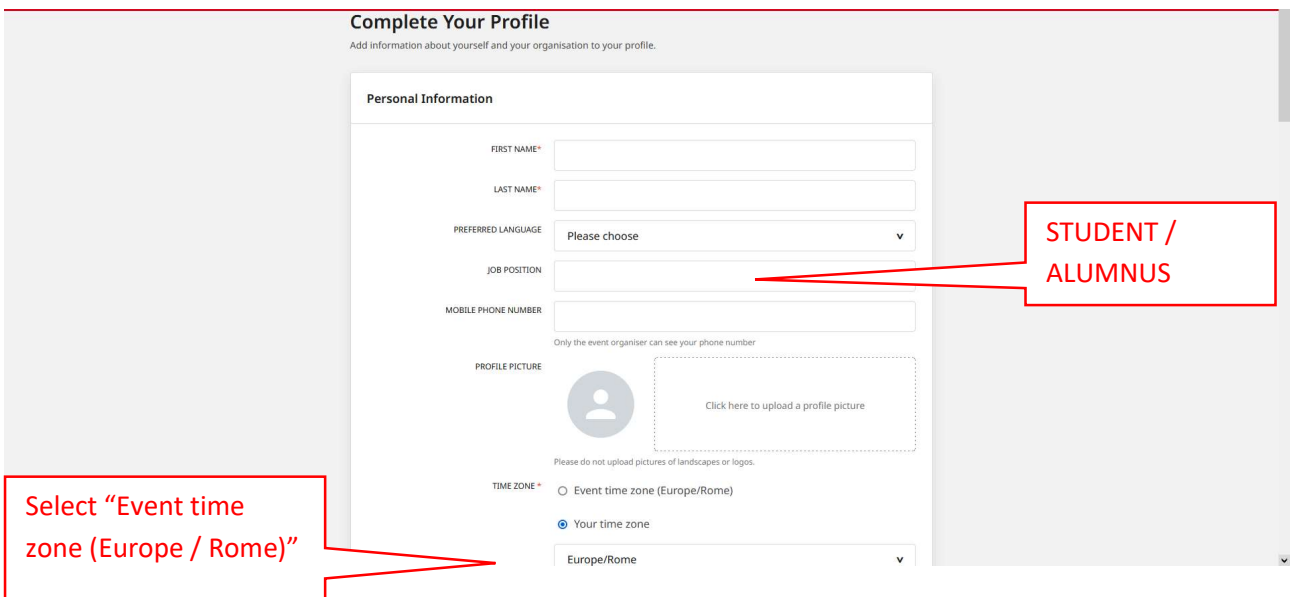 Complete Your Profile
Add information about yourself and your organisation to your profile.
Personal Information
FIRST NAME*
LAST NAME*
PREFERRED LANGUAGE
Please choose
JOB POSITION
STUDENT /
ALUMNUS
MOBILE PHONE NUMBER
Only the event organiser can see your phone number
PROFILE PICTURE
Click here to upload a profile picture
Please do not upload pictures of landscapes or logos.
TIME ZONE *
Event time zone (Europe/Rome)
Your time zone
Europe/Rome
Select “Event time
zone (Europe / Rome)”